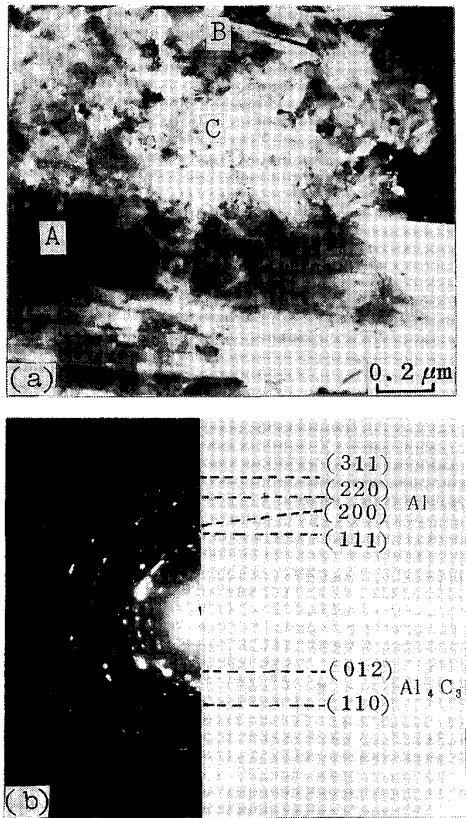 B
C
A
(a)
0.2 μm
(311)
(220) Al
(200)
(111)
(012)
Al₄C₃
(110)
(b)